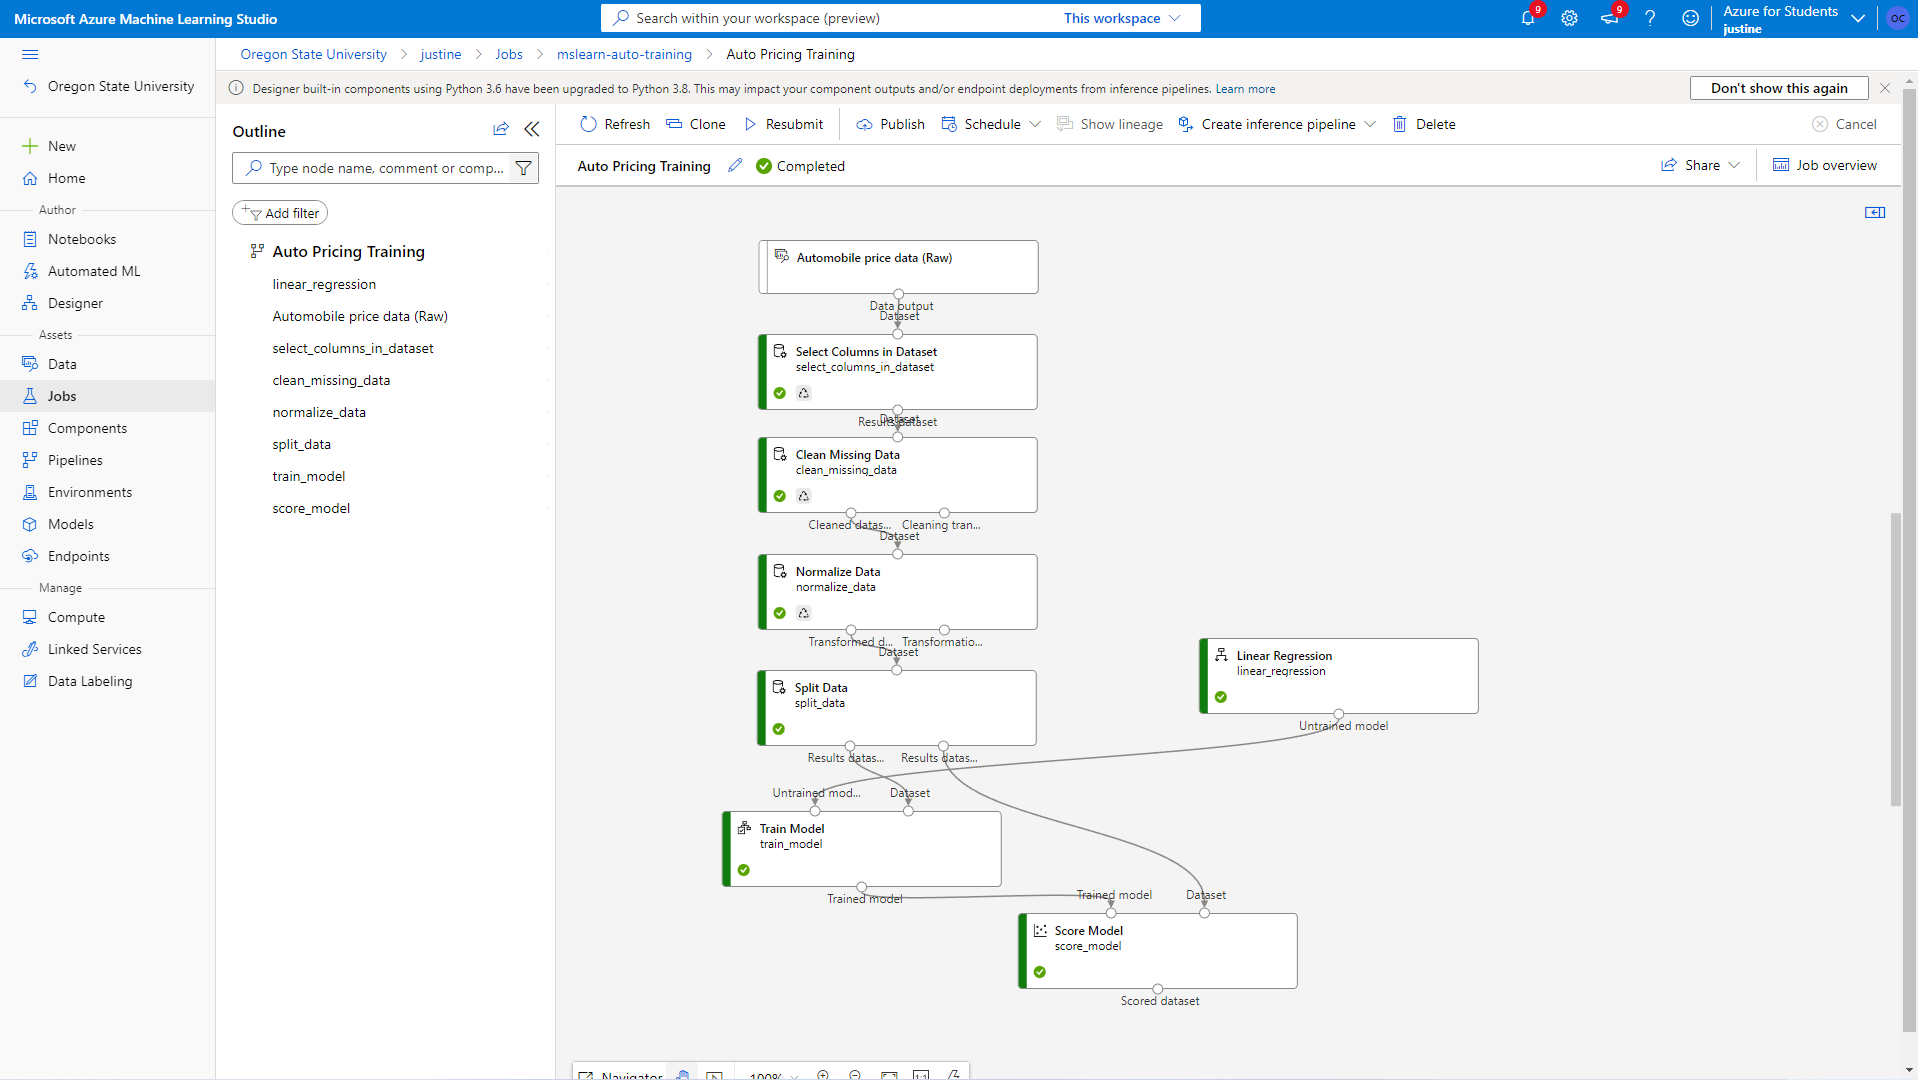 Microsoft Azure Machine Learning Studio
Search within your workspace (preview)
This workspace
9
9
Azure for Students
justine
OC
Oregon State University
justine
Jobs
mslearn-auto-training
Auto Pricing Training
Designer built-in components using Python 3.6 have been upgraded to Python 3.8. This may impact your component outputs and/or endpoint deployments from inference pipelines. Learn more
Don't show this again
Oregon State University
New
Home
Author
Notebooks
Automated ML
Designer
Assets
Data
Jobs
Components
Pipelines
Environments
Models
Endpoints
Manage
Compute
Linked Services
Data Labeling
Outline
Type node name, comment or comp...
Add filter
Auto Pricing Training
linear_regression
Automobile price data (Raw)
select_columns_in_dataset
clean_missing_data
normalize_data
split_data
train_model
score_model
Refresh
Clone
Resubmit
Publish
Schedule
Show lineage
Create inference pipeline
Delete
Cancel
Auto Pricing Training
Completed
Share
Job overview
Automobile price data (Raw)
Data output
Dataset
Select Columns in Dataset
select_columns_in_dataset
Dataset
Results dataset
Clean Missing Data
clean_missing_data
Cleaned datas...
Cleaning tran...
Dataset
Normalize Data
normalize_data
Transformed d...
Transformatio...
Dataset
Split Data
split_data
Linear Regression
linear_regression
Untrained model
Results datas...
Results datas...
Untrained mod...
Dataset
Train Model
train_model
Trained model
Trained model
Dataset
Score Model
score_model
Scored dataset
Navigator
100%
1:1